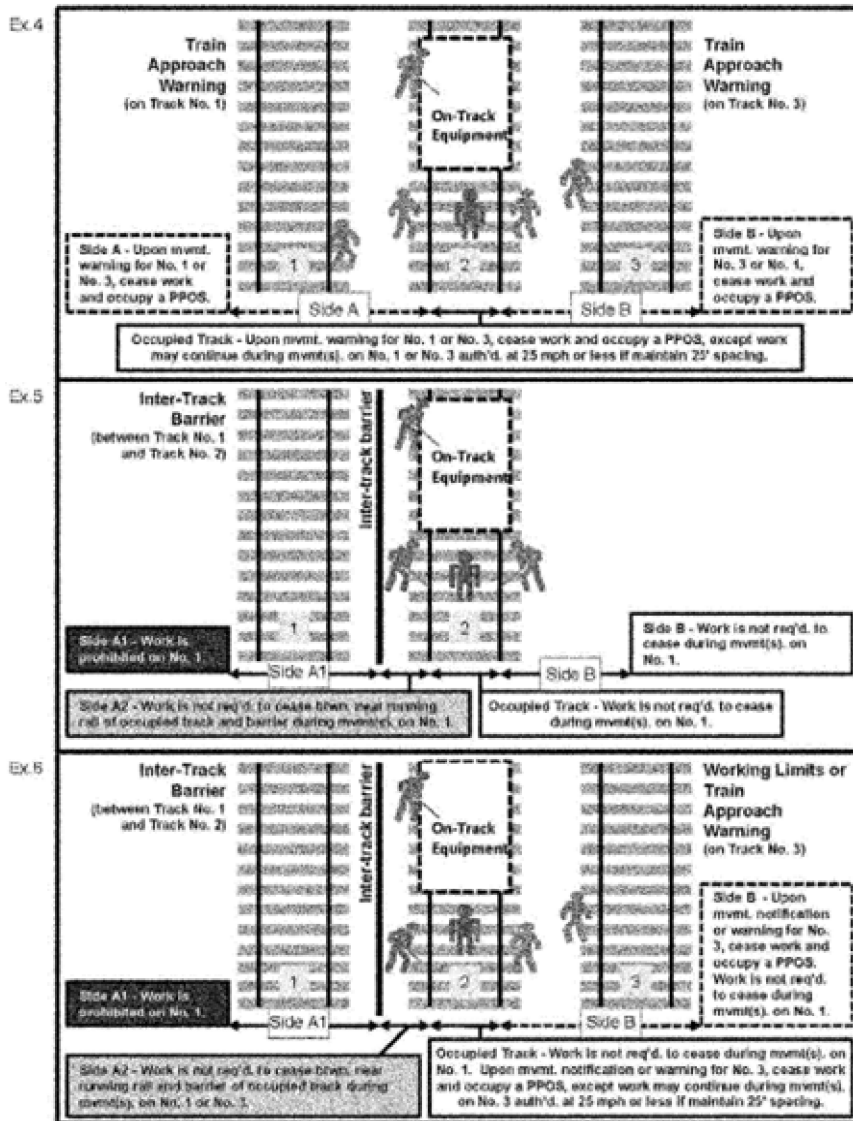 Ex.4
Train
Approach
Warning
(on Track No. 1)
On-Track
Equipment
Train
Approach
Warning
(on Track No. 3)
Side A - Upon mvmt.
warning for No. 1 or
No. 3, cease work
and occupy a PPOS.
1
2
3
Side B - Upon
mvmt. warning for
No. 3 or No. 1,
cease work and
occupy a PPOS.
Side A
Side B
Occupied Track - Upon mvmt. warning for No. 1 or No. 3, cease work and occupy a PPOS, except work
may continue during mvmt(s). on No. 1 or No. 3 auth'd. at 25 mph or less if maintain 25' spacing.
Ex.5
Inter-Track
Barrier
(between Track No. 1
and Track No. 2)
Inter-track barrier
On-Track
Equipment
1
2
Side A1 - Work is
prohibited on No. 1.
Side B - Work is not req'd. to
cease during mvmt(s). on
No. 1.
Side A1
Side B
Side A2 - Work is not req'd. to cease btwn. near running
rail of occupied track and barrier during mvmt(s). on No. 1.
Occupied Track - Work is not req'd. to cease
during mvmt(s). on No. 1.
Ex.6
Inter-Track
Barrier
(between Track No. 1
and Track No. 2)
Inter-track barrier
On-Track
Equipment
Working Limits or
Train
Approach
Warning
(on Track No. 3)
1
2
3
Side A1 - Work is
prohibited on No. 1.
Side B - Upon
mvmt. notification
or warning for No.
3, cease work and
occupy a PPOS.
Work is not req'd.
to cease during
mvmt(s). on No. 1.
Side A1
Side B
Side A2 - Work is not req'd. to cease btwn. near
running rail and barrier of occupied track during
mvmt(s). on No. 1 or No. 3.
Occupied Track - Work is not req'd. to cease during mvmt(s). on
No. 1. Upon mvmt. notification or warning for No. 3, cease work
and occupy a PPOS, except work may continue during mvmt(s).
on No. 3 auth'd. at 25 mph or less if maintain 25' spacing.